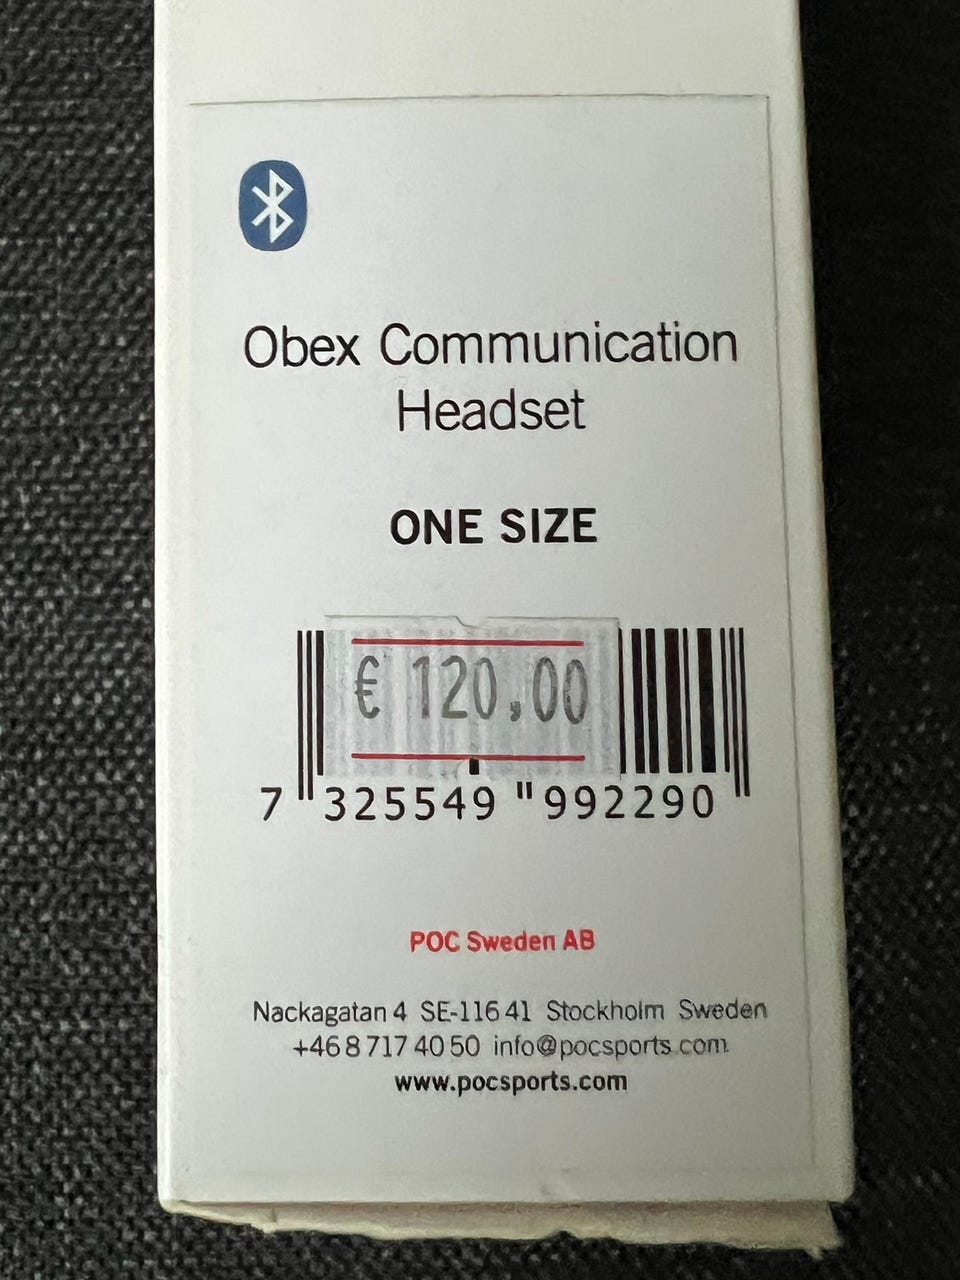 Obex Communication
Headset
ONE SIZE
€ 120,00
7 325549 992290
POC Sweden AB
Nackagatan 4 SE-116 41 Stockholm Sweden
+46 8 717 40 50 info@pocsports.com
www.pocsports.com